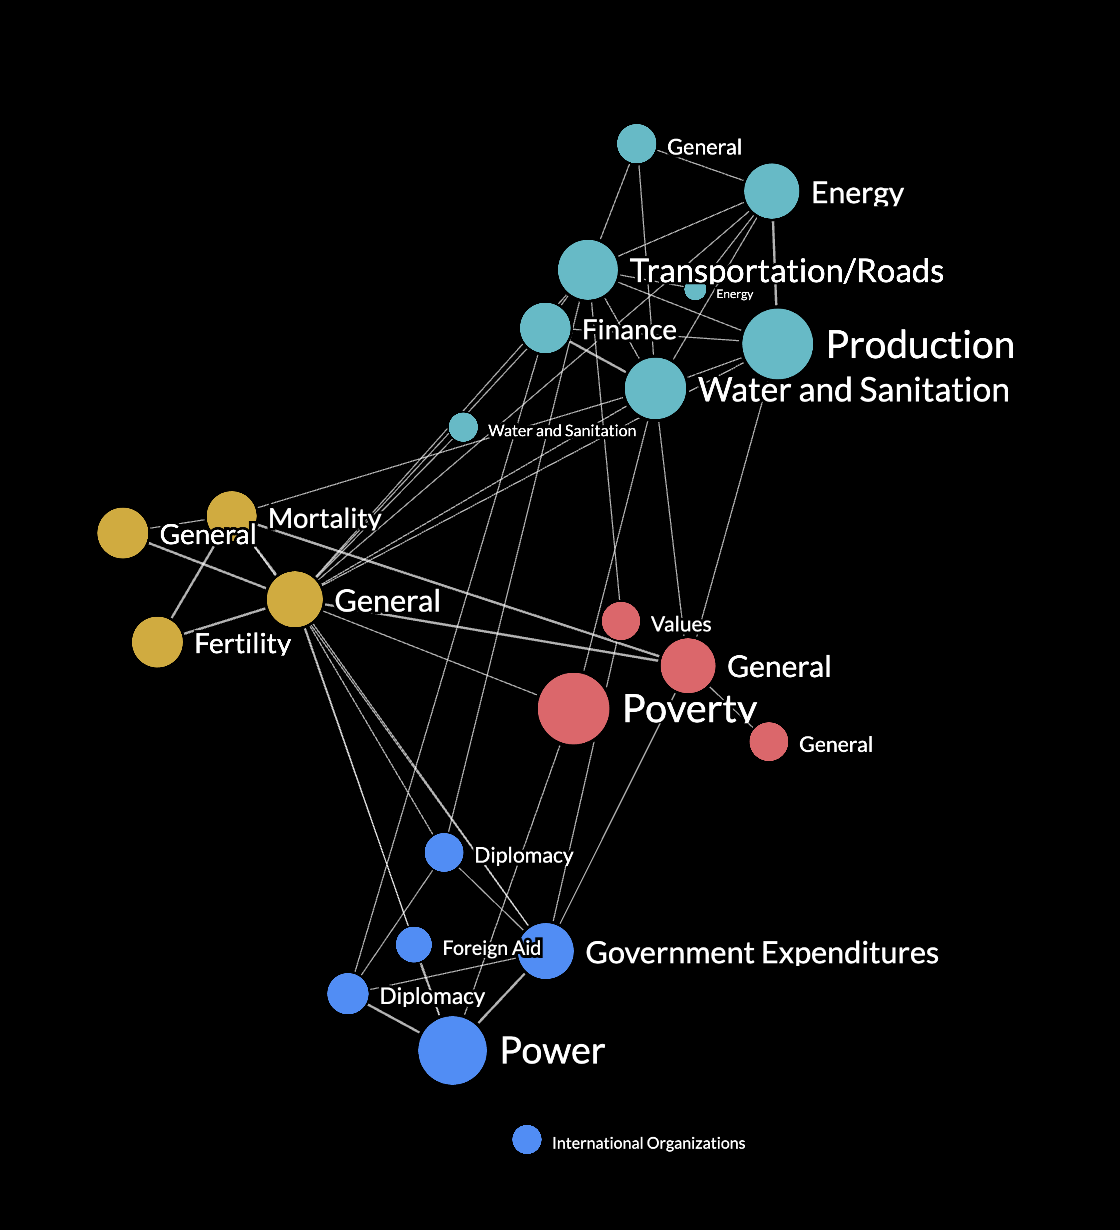 General
Energy
Transportation/Roads
Energy
Finance
Production
Water and Sanitation
Water and Sanitation
Mortality
General
General
Fertility
Values
General
Poverty
General
Diplomacy
Foreign Aid
Government Expenditures
Diplomacy
Power
International Organizations